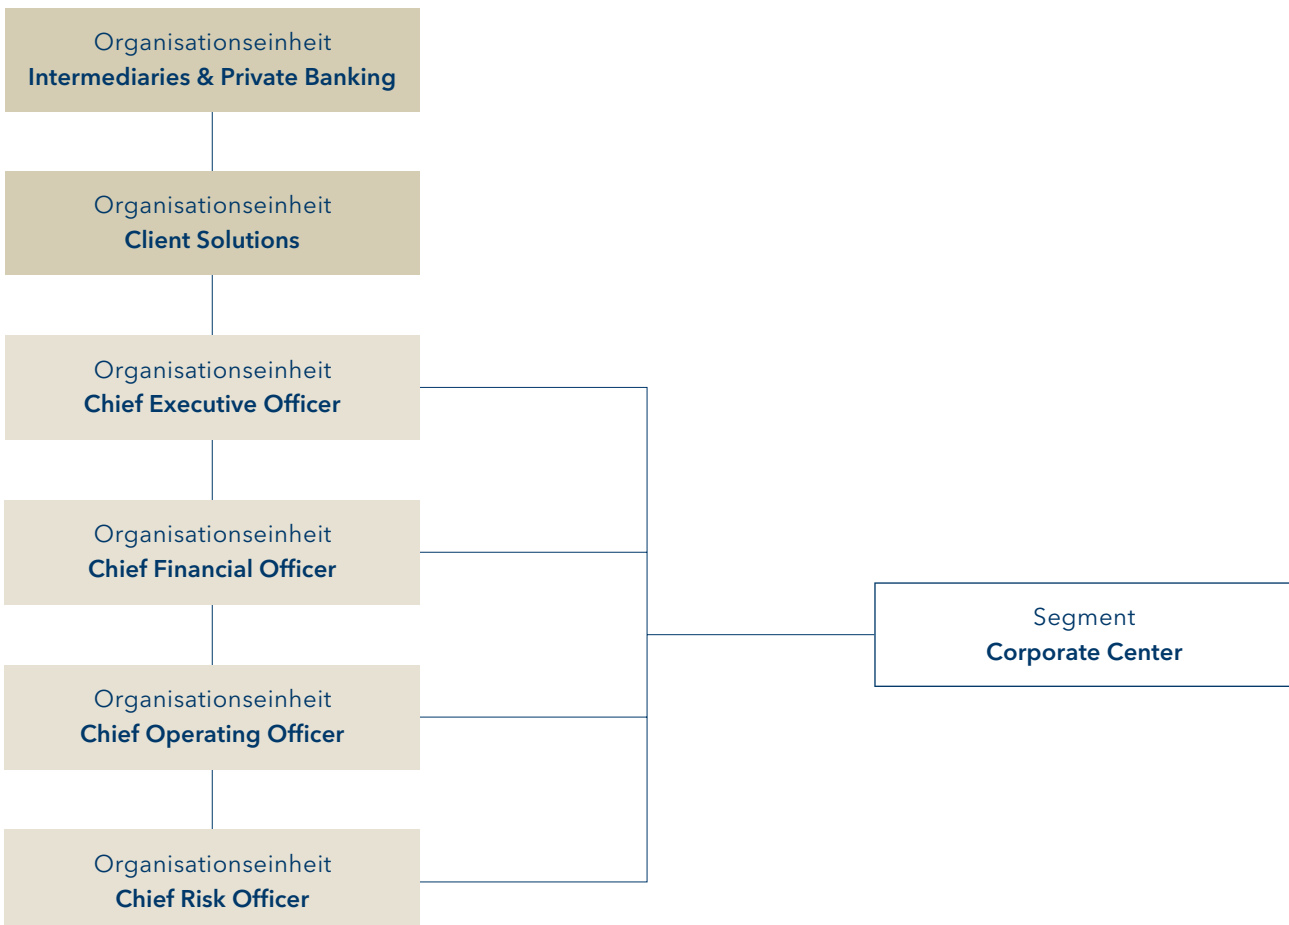 Organisationseinheit
Intermediaries & Private Banking
Organisationseinheit
Client Solutions
Organisationseinheit
Chief Executive Officer
Organisationseinheit
Chief Financial Officer
Segment
Corporate Center
Organisationseinheit
Chief Operating Officer
Organisationseinheit
Chief Risk Officer